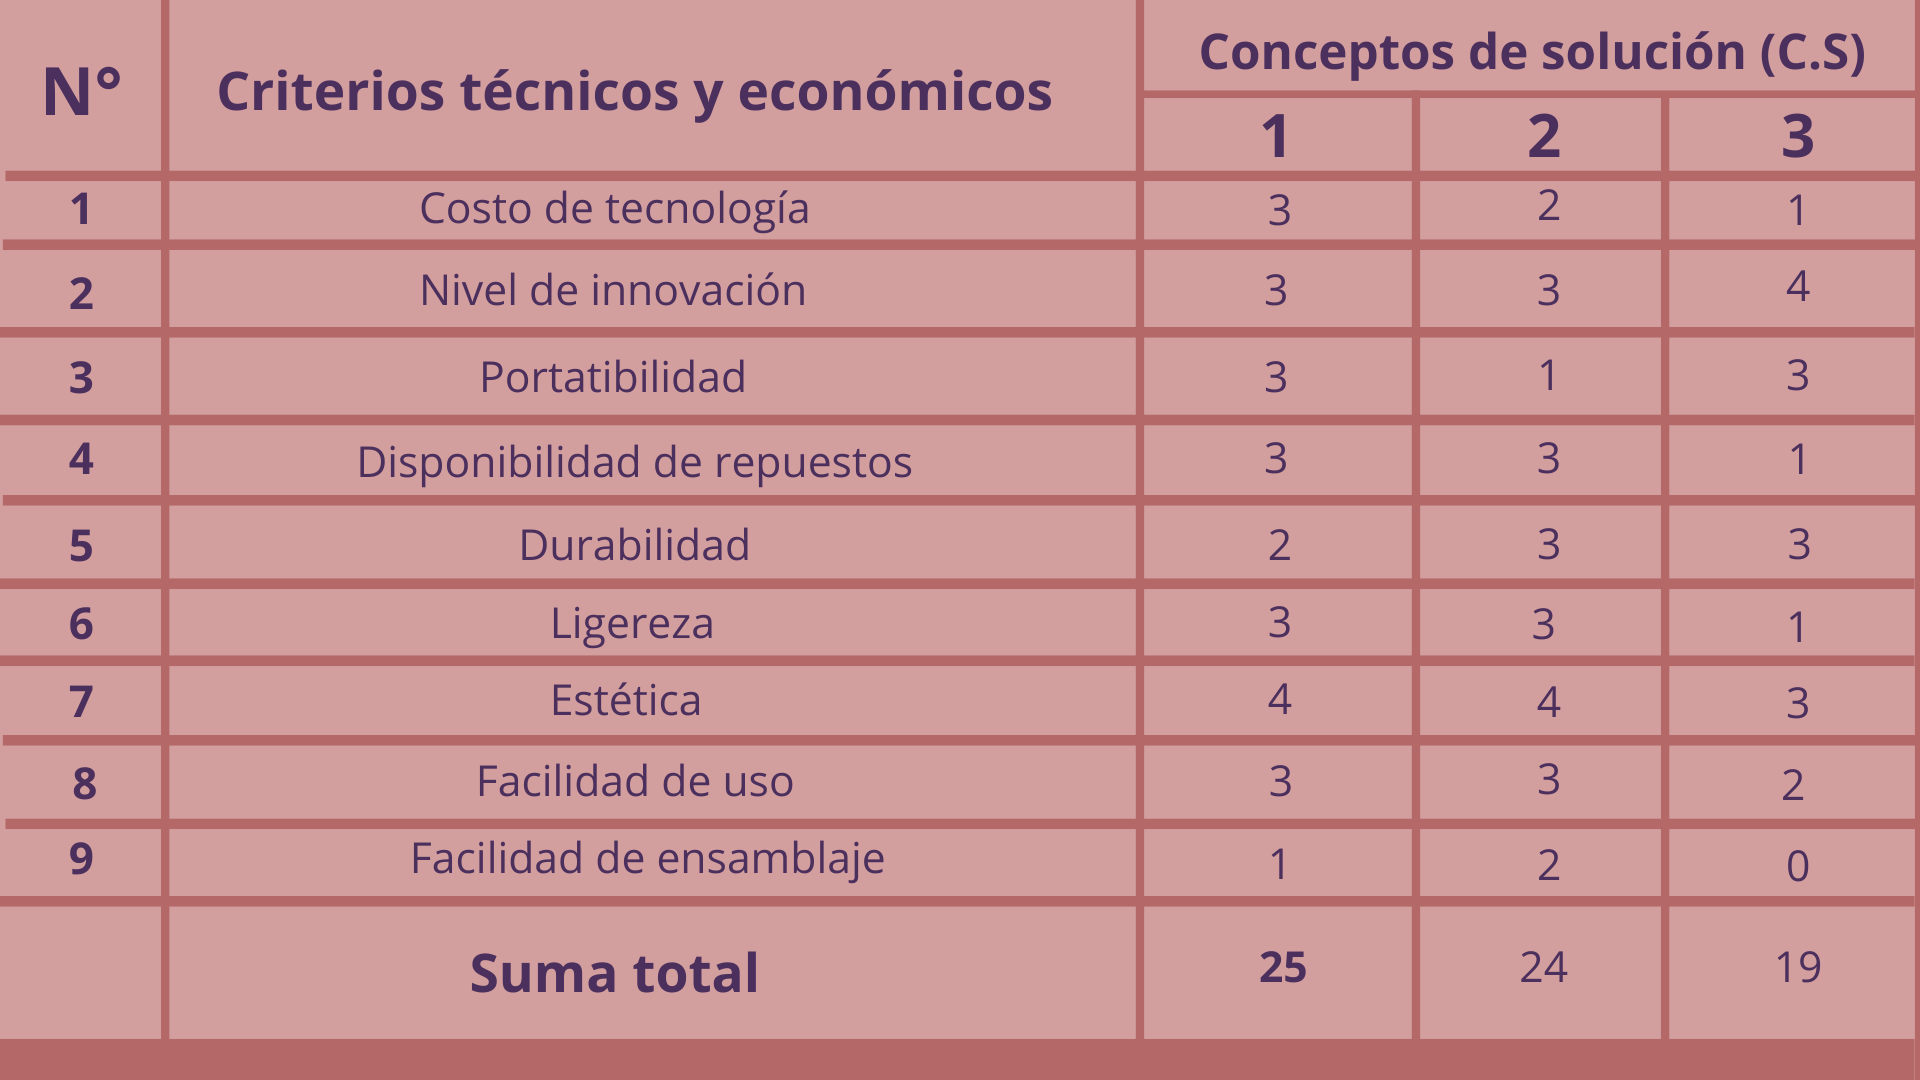 N° Criterios técnicos y económicos Conceptos de solución (C.S)
1 2 3
1 Costo de tecnología 3 2 1
2 Nivel de innovación 3 3 4
3 Portatibilidad 3 1 3
4 Disponibilidad de repuestos 3 3 1
5 Durabilidad 2 3 3
6 Ligereza 3 3 1
7 Estética 4 4 3
8 Facilidad de uso 3 3 2
9 Facilidad de ensamblaje 1 2 0
Suma total 25 24 19